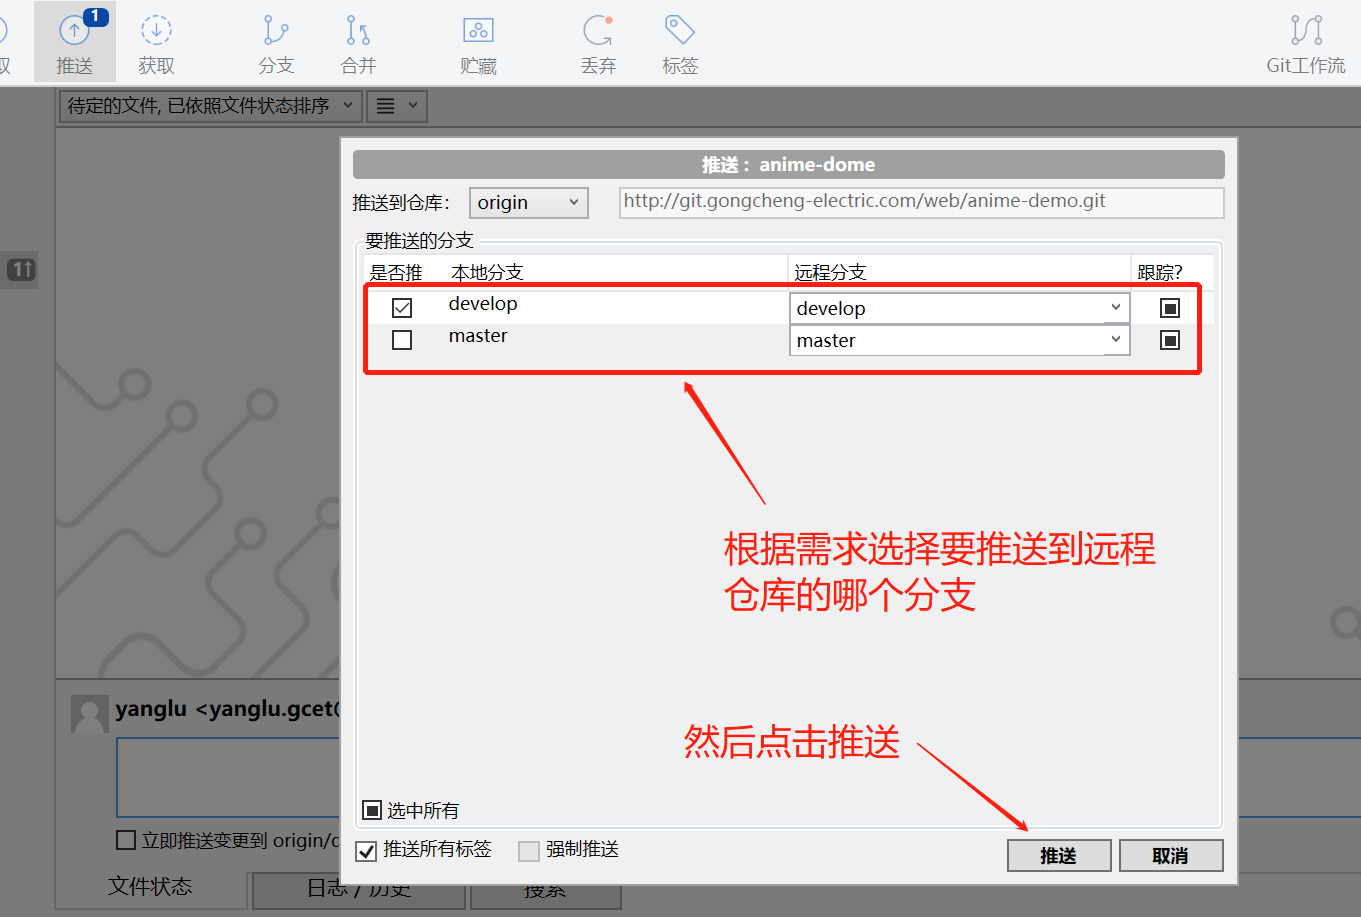 取
推送
1
获取
分支
合并
贮藏
丢弃
标签
Git工作流
待定的文件, 已依照文件状态排序
1↑
推送： anime-dome
推送到仓库：
origin
http://git.gongcheng-electric.com/web/anime-demo.git
要推送的分支
是否推
本地分支
远程分支
跟踪?
develop
develop
master
master
根据需求选择要推送到远程
仓库的哪个分支
yanglu <yanglu.gcet
然后点击推送
选中所有
立即推送变更到 origin/
推送所有标签
强制推送
推送
取消
文件状态
日志 / 历史
搜索